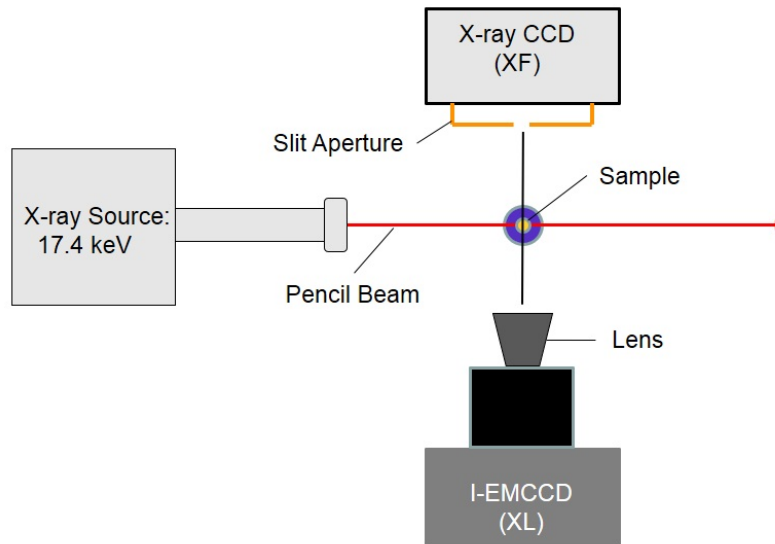 X-ray CCD
(XF)
Slit Aperture
Sample
X-ray Source:
17.4 keV
Pencil Beam
Lens
I-EMCCD
(XL)